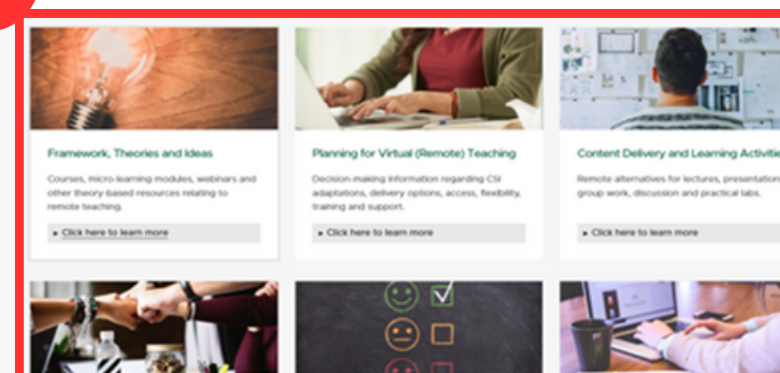 Framework, Theories and Ideas
Courses, micro-learning modules, webinars and
other theory-based resources relating to
remote teaching.
▸ Click here to learn more
Planning for Virtual (Remote) Teaching
Decision-making information regarding CSI
adaptations, delivery options, access, flexibility,
training and support.
▸ Click here to learn more
Content Delivery and Learning Activitie
Remote alternatives for lectures, presentation
group work, discussion and practical labs.
▸ Click here to learn more